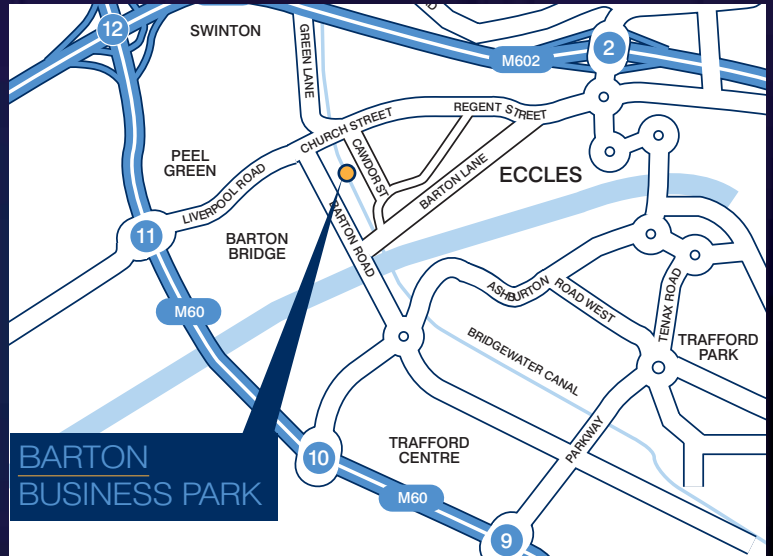 SWINTON
12
2
M602
GREEN LANE
REGENT STREET
CHURCH STREET
PEEL
GREEN
CAWDOR ST
BARTON LANE
ECCLES
LIVERPOOL ROAD
11
BARTON
BRIDGE
BARTON ROAD
M60
ASHBURTON ROAD WEST
TENAX ROAD
BRIDGEWATER CANAL
TRAFFORD
PARK
TRAFFORD
CENTRE
PARKWAY
BARTON
BUSINESS PARK
10
M60
9